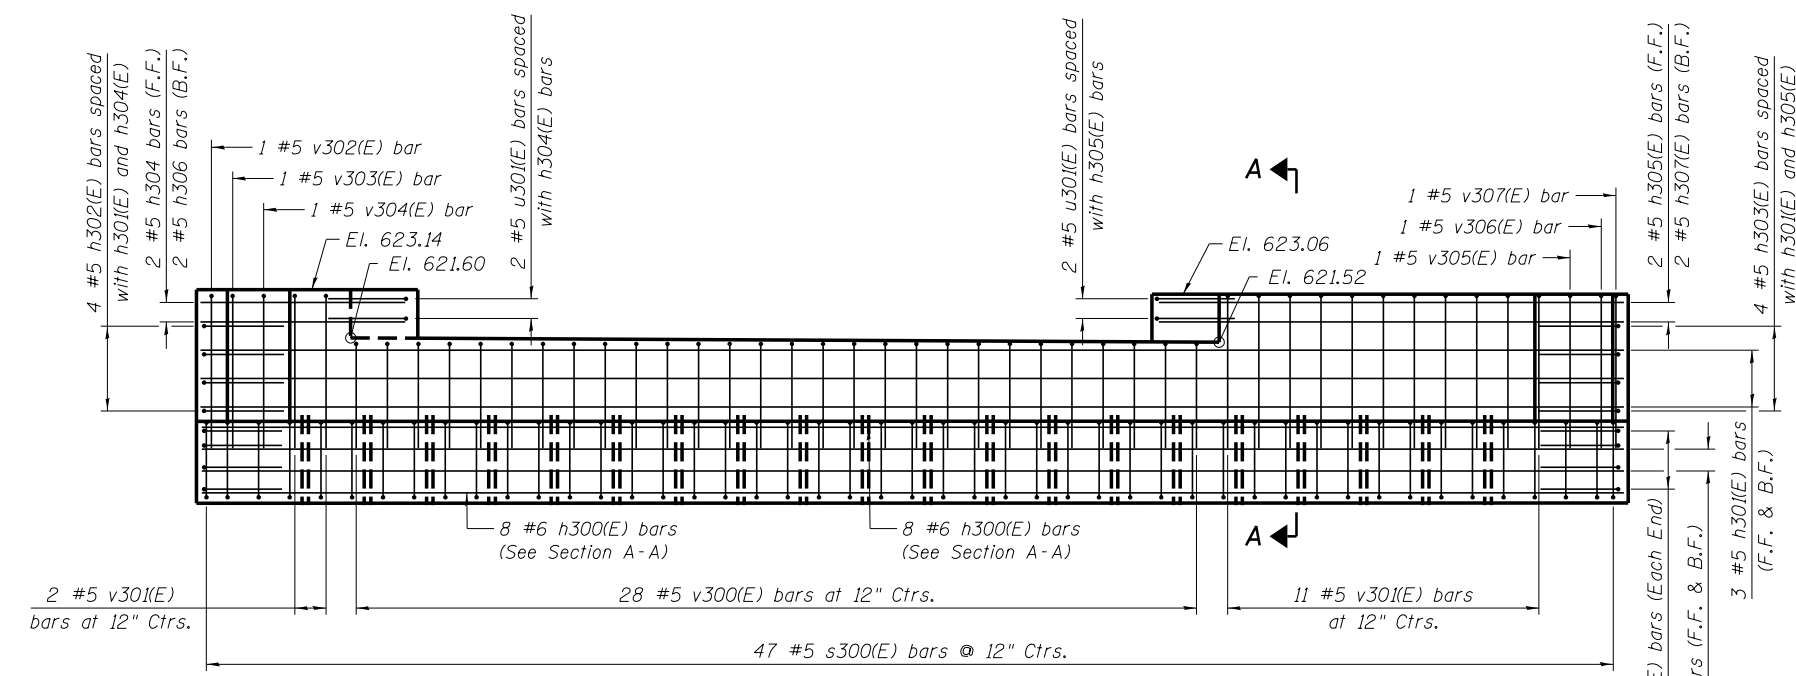 4 #5 h302(E) bars spaced
with h301(E) and h304(E)
2 #5 h304 bars (F.F.)
2 #5 h306 bars (B.F.)
2 #5 u301(E) bars spaced
with h304(E) bars
2 #5 u301(E) bars spaced
with h305(E) bars
2 #5 h305(E) bars (F.F.)
2 #5 h307(E) bars (B.F.)
4 #5 h303(E) bars spaced
with h301(E) and h305(E)
1 #5 v302(E) bar
1 #5 v303(E) bar
1 #5 v304(E) bar
El. 623.14
El. 621.60
A
1 #5 v307(E) bar
1 #5 v306(E) bar
1 #5 v305(E) bar
El. 623.06
El. 621.52
8 #6 h300(E) bars
(See Section A-A)
8 #6 h300(E) bars
(See Section A-A)
A
3 #5 h301(E) bars
(F.F. & B.F.)
E) bars (Each End)
rs (F.F. & B.F.)
2 #5 v301(E)
bars at 12" Ctrs.
28 #5 v300(E) bars at 12" Ctrs.
11 #5 v301(E) bars
at 12" Ctrs.
47 #5 s300(E) bars @ 12" Ctrs.